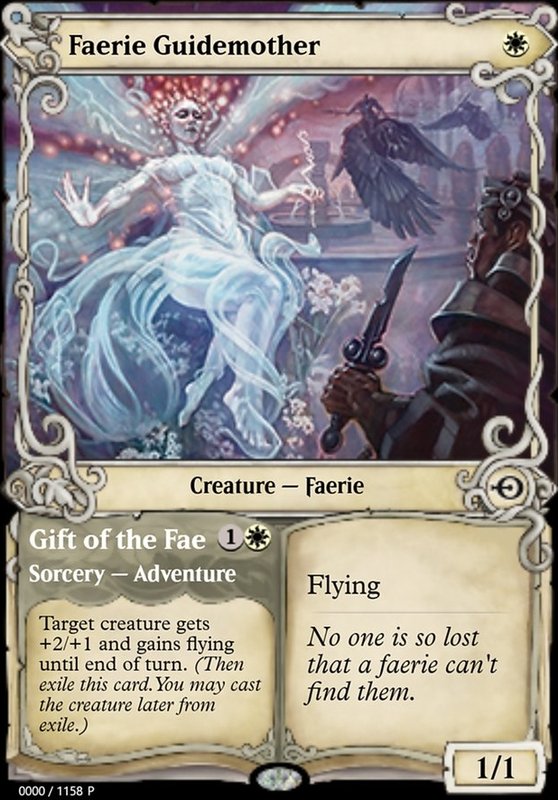 Faerie Guidemother
Creature — Faerie
Gift of the Fae 1
Sorcery — Adventure
Target creature gets
+2/+1 and gains flying
until end of turn. (Then
exile this card. You may cast
the creature later from
exile.)
Flying
No one is so lost
that a faerie can't
find them.
1/1
0000 / 1158 P